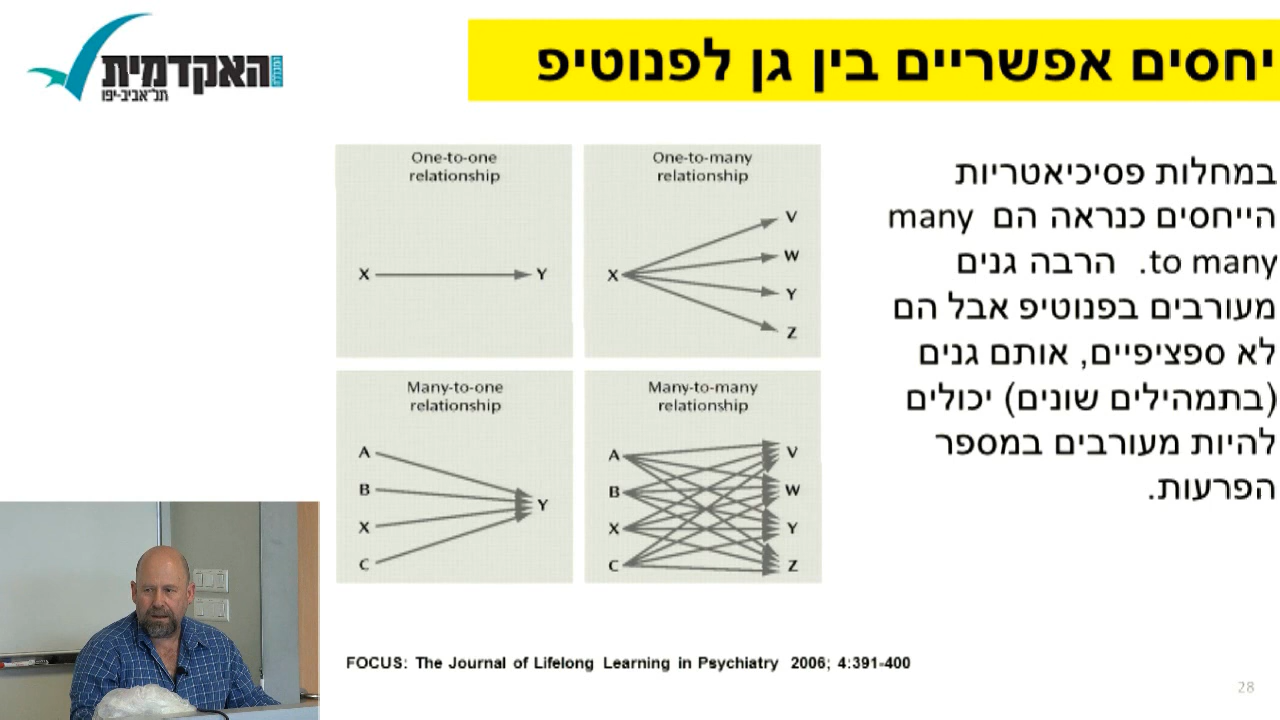 האקדמית
תל־אביב-יפו
יחסים אפשריים בין גן לפנוטיפ
במחלות פסיכיאטריות
הייחסים כנראה הם many
to many. הרבה גנים
מעורבים בפנוטיפ אבל הם
לא ספציפיים, אותם גנים
(בתמהילים שונים) יכולים
להיות מעורבים במספר
הפרעות.
One-to-one
relationship
X
Y
One-to-many
relationship
X
V
W
Y
Z
Many-to-one
relationship
A
B
X
C
Y
Many-to-many
relationship
A
B
X
C
V
W
Y
Z
FOCUS: The Journal of Lifelong Learning in Psychiatry 2006; 4:391-400
28